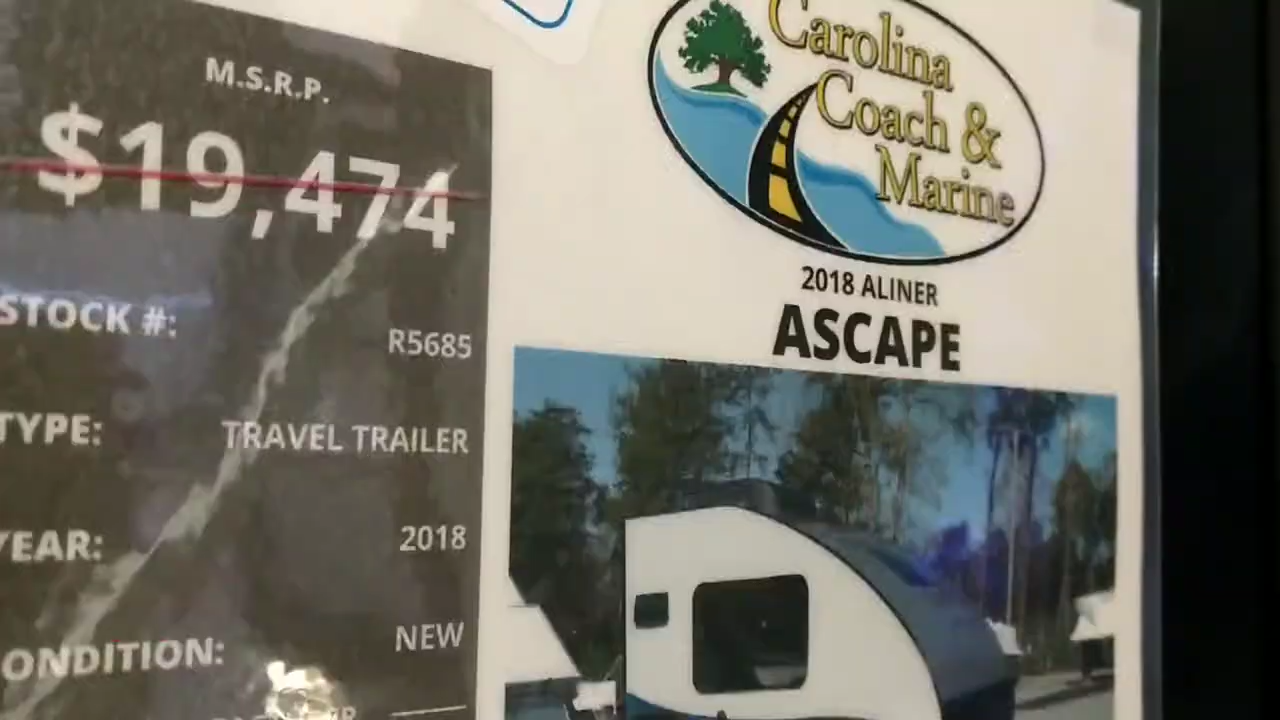 M.S.R.P.
$19,474
STOCK #:
R5685
TYPE:
TRAVEL TRAILER
YEAR:
2018
ONDITION:
NEW
Carolina
Coach &
Marine
2018 ALINER
ASCAPE